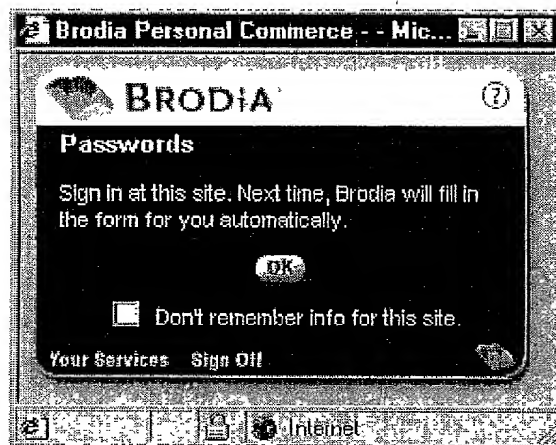 Brodia Personal Commerce - - Mic...
BRODIA
?
Passwords
Sign in at this site. Next time, Brodia will fill in
the form for you automatically.
OK
Don't remember info for this site.
Your Services Sign Off
Internet